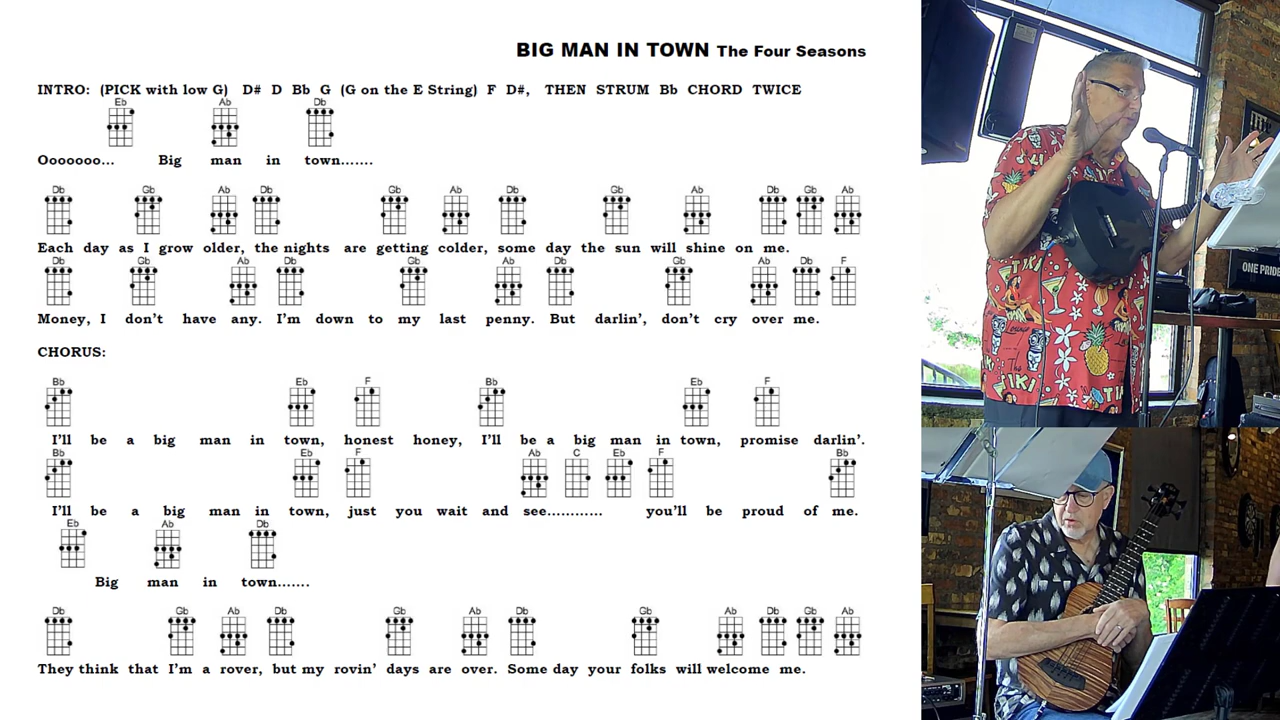 BIG MAN IN TOWN The Four Seasons
INTRO: (PICK with low G) D# D Bb G (G on the E String) F D#, THEN STRUM Bb CHORD TWICE
Eb Ab Db
Ooooooo... Big man in town.......
Db Gb Ab Db Gb Ab Db Gb Ab Db Gb Ab
Each day as I grow older, the nights are getting colder, some day the sun will shine on me.
Db Gb Ab Db Gb Ab Db Gb Ab Db F
Money, I don't have any. I'm down to my last penny. But darlin', don't cry over me.
CHORUS:
Bb Eb F Bb Eb F
I'll be a big man in town, honest honey, I'll be a big man in town, promise darlin'.
Bb Eb F Ab C Eb F Bb
I'll be a big man in town, just you wait and see............ you'll be proud of me.
Eb Ab Db
Big man in town.......
Db Gb Ab Db Gb Ab Db Gb Ab Db Gb Ab
They think that I'm a rover, but my rovin' days are over. Some day your folks will welcome me.
TIKI
ONE PRIDE
TIKI